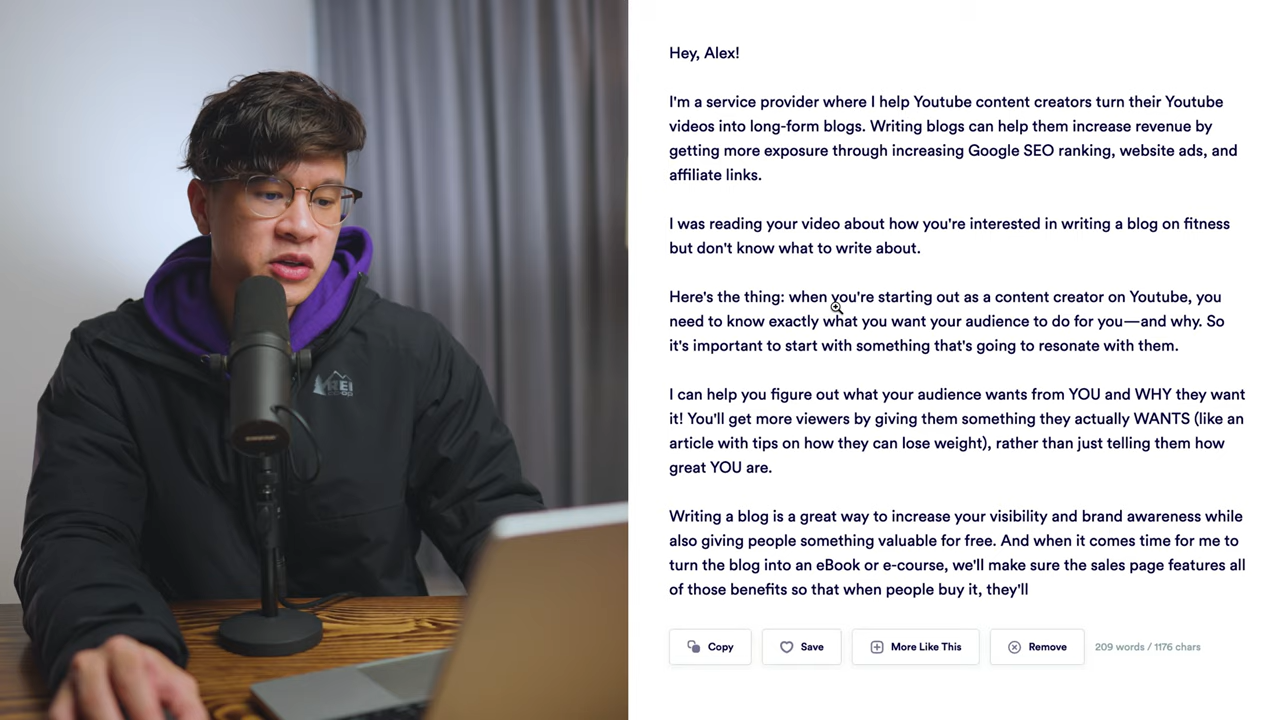 Hey, Alex!
I'm a service provider where I help Youtube content creators turn their Youtube
videos into long-form blogs. Writing blogs can help them increase revenue by
getting more exposure through increasing Google SEO ranking, website ads, and
affiliate links.
I was reading your video about how you're interested in writing a blog on fitness
but don't know what to write about.
Here's the thing: when you're starting out as a content creator on Youtube, you
need to know exactly what you want your audience to do for you—and why. So
it's important to start with something that's going to resonate with them.
I can help you figure out what your audience wants from YOU and WHY they want
it! You'll get more viewers by giving them something they actually WANTS (like an
article with tips on how they can lose weight), rather than just telling them how
great YOU are.
Writing a blog is a great way to increase your visibility and brand awareness while
also giving people something valuable for free. And when it comes time for me to
turn the blog into an eBook or e-course, we'll make sure the sales page features all
of those benefits so that when people buy it, they'll
Copy Save More Like This Remove 209 words / 1176 chars
REI